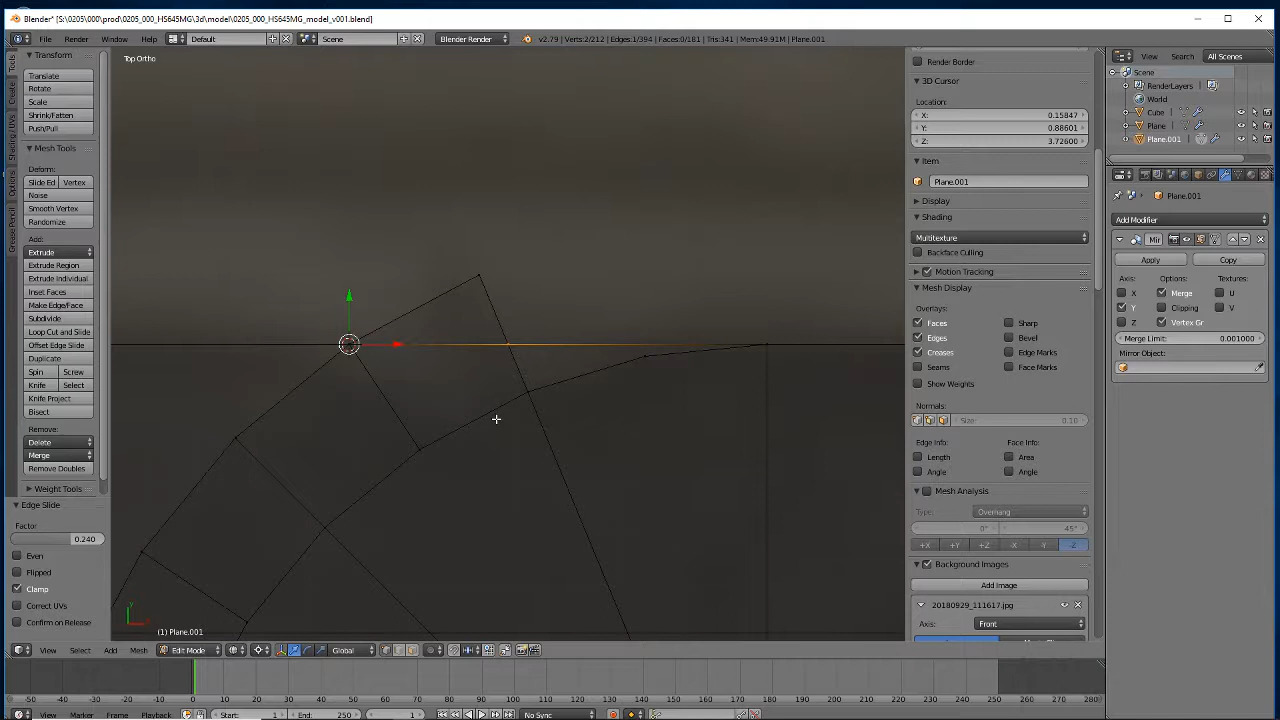 Blender* [S:\0205\000\prod\0205_000_HS645MG\3d\model\0205_000_HS645MG_model_v001.blend]
File Render Window Help Default Scene Blender Render v2.79 | Verts:2/212 | Edges:1/394 | Faces:0/181 | Tris:341 | Mem:49.91M | Plane.001
View Search All Scenes
Tools
Create
Shading / UVs
Options
Grease Pencil
Transform
Translate
Rotate
Scale
Shrink/Fatten
Push/Pull
Mesh Tools
Deform:
Slide Ed Vertex
Noise
Smooth Vertex
Randomize
Add:
Extrude
Extrude Region
Extrude Individual
Inset Faces
Make Edge/Face
Subdivide
Loop Cut and Slide
Offset Edge Slide
Duplicate
Spin Screw
Knife Select
Knife Project
Bisect
Remove:
Delete
Merge
Remove Doubles
Weight Tools
Edge Slide
Factor
0.240
Even
Flipped
Clamp
Correct UVs
Confirm on Release
Top Ortho
(1) Plane.001
Render Border
3D Cursor
Location:
X: 0.15847
Y: 0.88601
Z: 3.72600
Item
Plane.001
Display
Shading
Multitexture
Backface Culling
Motion Tracking
Mesh Display
Overlays:
Faces Sharp
Edges Bevel
Creases Edge Marks
Seams Face Marks
Show Weights
Normals:
Size: 0.10
Edge Info: Face Info:
Length Area
Angle Angle
Mesh Analysis
Type: Overhang
0° 45°
+X +Y +Z -X -Y -Z
Background Images
Add Image
20180929_111617.jpg
Axis: Front
Scene
RenderLayers
World
Cube
Plane
Plane.001
Plane.001
Add Modifier
Mir
Apply Copy
Axis: Options: Textures:
X Merge U
Y Clipping V
Z Vertex Gr
Merge Limit: 0.001000
Mirror Object:
View Select Add Mesh Edit Mode Global
-50 -40 -30 -20 -10 0 10 20 30 40 50 60 70 80 90 100 110 120 130 140 150 160 170 180 190 200 210 220 230 240 250 260 270 280
View Marker Frame Playback Start: 1 End: 250 1 No Sync